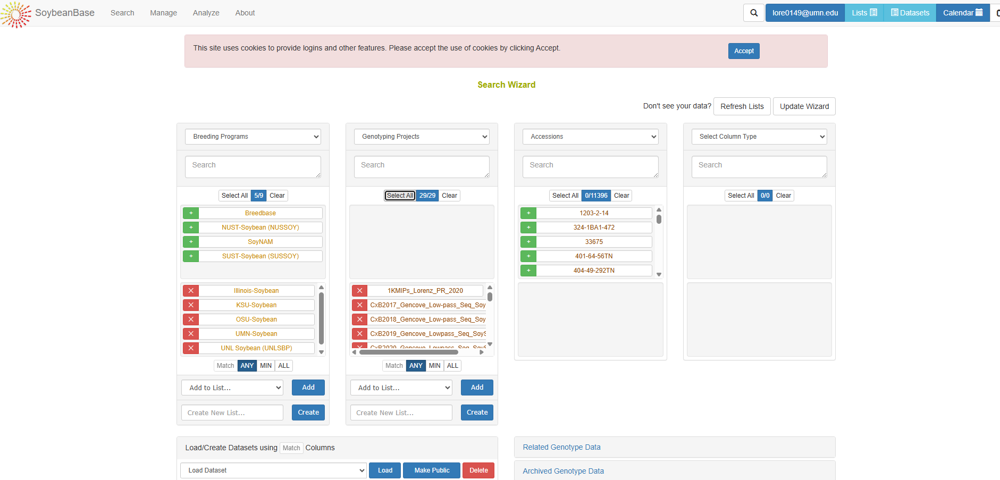 SoybeanBase Search Manage Analyze About lore0149@umn.edu Lists Datasets Calendar
This site uses cookies to provide logins and other features. Please accept the use of cookies by clicking Accept. Accept
Search Wizard
Don't see your data? Refresh Lists Update Wizard
Breeding Programs Genotyping Projects Accessions Select Column Type
Search Search Search Search
Select All 5/9 Clear Select All 29/29 Clear Select All 0/11396 Clear Select All 0/0 Clear
+ Breedbase + 1203-2-14
+ NUST-Soybean (NUSSOY) + 324-1BA1-472
+ SoyNAM + 33675
+ SUST-Soybean (SUSSOY) + 401-64-56TN
+ 404-49-292TN
X Illinois-Soybean X 1KMIPs_Lorenz_PR_2020
X KSU-Soybean X CxB2017_Gencove_Low-pass_Seq_Soy
X OSU-Soybean X CxB2018_Gencove_Low-pass_Seq_Soy
X UMN-Soybean X CxB2019_Gencove_Lowpass_Seq_SoyS
X UNL Soybean (UNLSBP) X
Match ANY MIN ALL Match ANY MIN ALL
Add to List... Add Add to List... Add
Create New List... Create Create New List... Create
Load/Create Datasets using Match Columns Related Genotype Data
Load Dataset Load Make Public Delete Archived Genotype Data